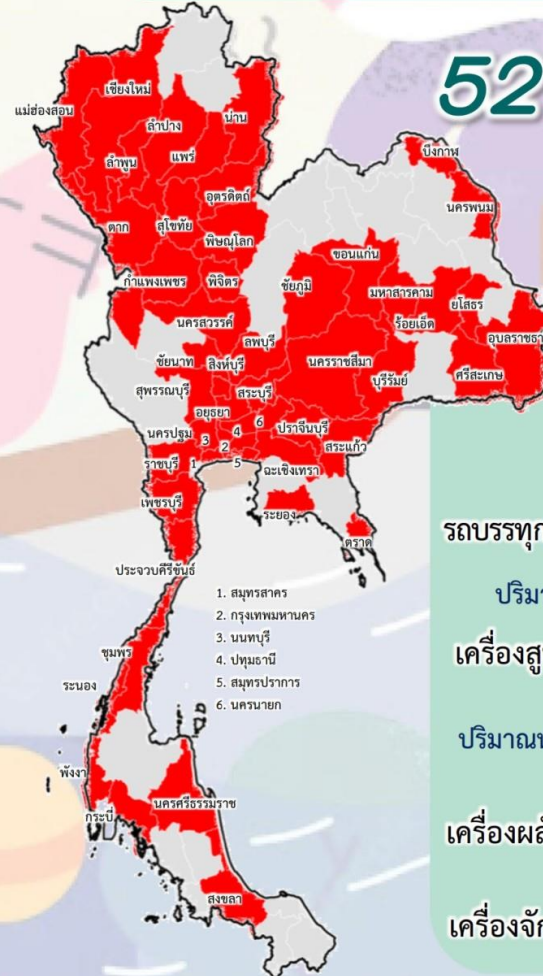 52
แม่ฮ่องสอน
เชียงใหม่
น่าน
ลำปาง
ลำพูน
แพร่
อุตรดิตถ์
ตาก
สุโขทัย
พิษณุโลก
กำแพงเพชร
พิจิตร
นครสวรรค์
บึงกาฬ
นครพนม
ขอนแก่น
ชัยภูมิ
มหาสารคาม
ยโสธร
ร้อยเอ็ด
อุบลราชธา
ลพบุรี
นครราชสีมา
บุรีรัมย์
ศรีสะเกษ
ชัยนาท
สิงห์บุรี
สุพรรณบุรี
สระบุรี
อยุธยา
6
ปราจีนบุรี
นครปฐม
3
4
2
สระแก้ว
ราชบุรี
1
5
ฉะเชิงเทรา
เพชรบุรี
ระยอง
ตราด
ประจวบคีรีขันธ์
1. สมุทรสาคร
2. กรุงเทพมหานคร
3. นนทบุรี
4. ปทุมธานี
5. สมุทรปราการ
6. นครนายก
ชุมพร
ระนอง
พังงา
กระบี่
นครศรีธรรมราช
สงขลา
รถบรรทุก
ปริมา
เครื่องสู
ปริมาณ
เครื่องผลิ
เครื่องจัก